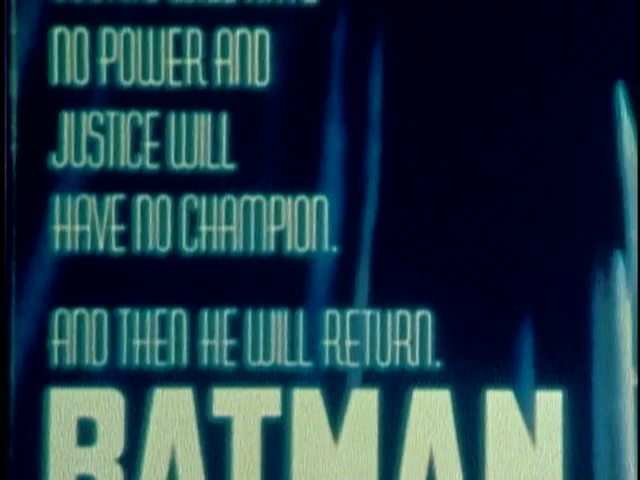 NO POWER AND
JUSTICE WILL
HAVE NO CHAMPION.
AND THEN HE WILL RETURN.
BATMAN